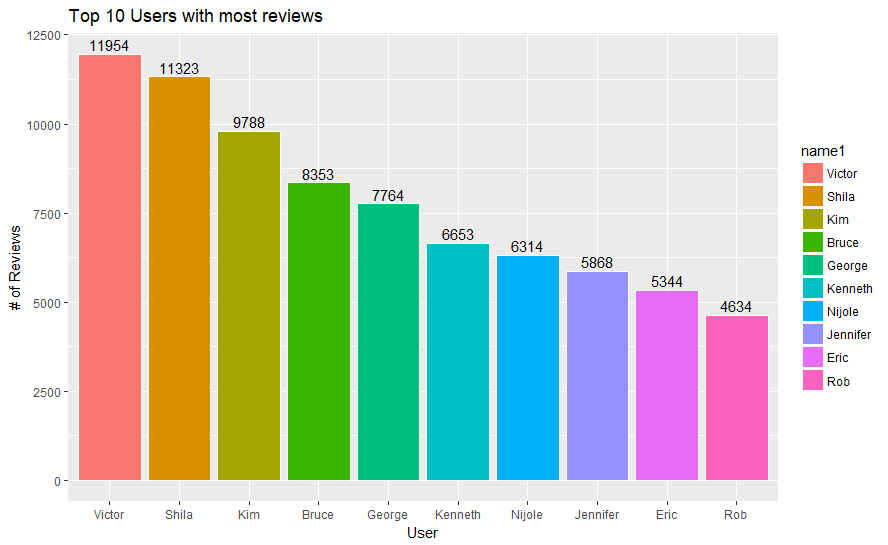 Top 10 Users with most reviews
12500
10000
7500
5000
2500
0
# of Reviews
11954
11323
9788
8353
7764
6653
6314
5868
5344
4634
Victor Shila Kim Bruce George Kenneth Nijole Jennifer Eric Rob
User
name1
Victor
Shila
Kim
Bruce
George
Kenneth
Nijole
Jennifer
Eric
Rob